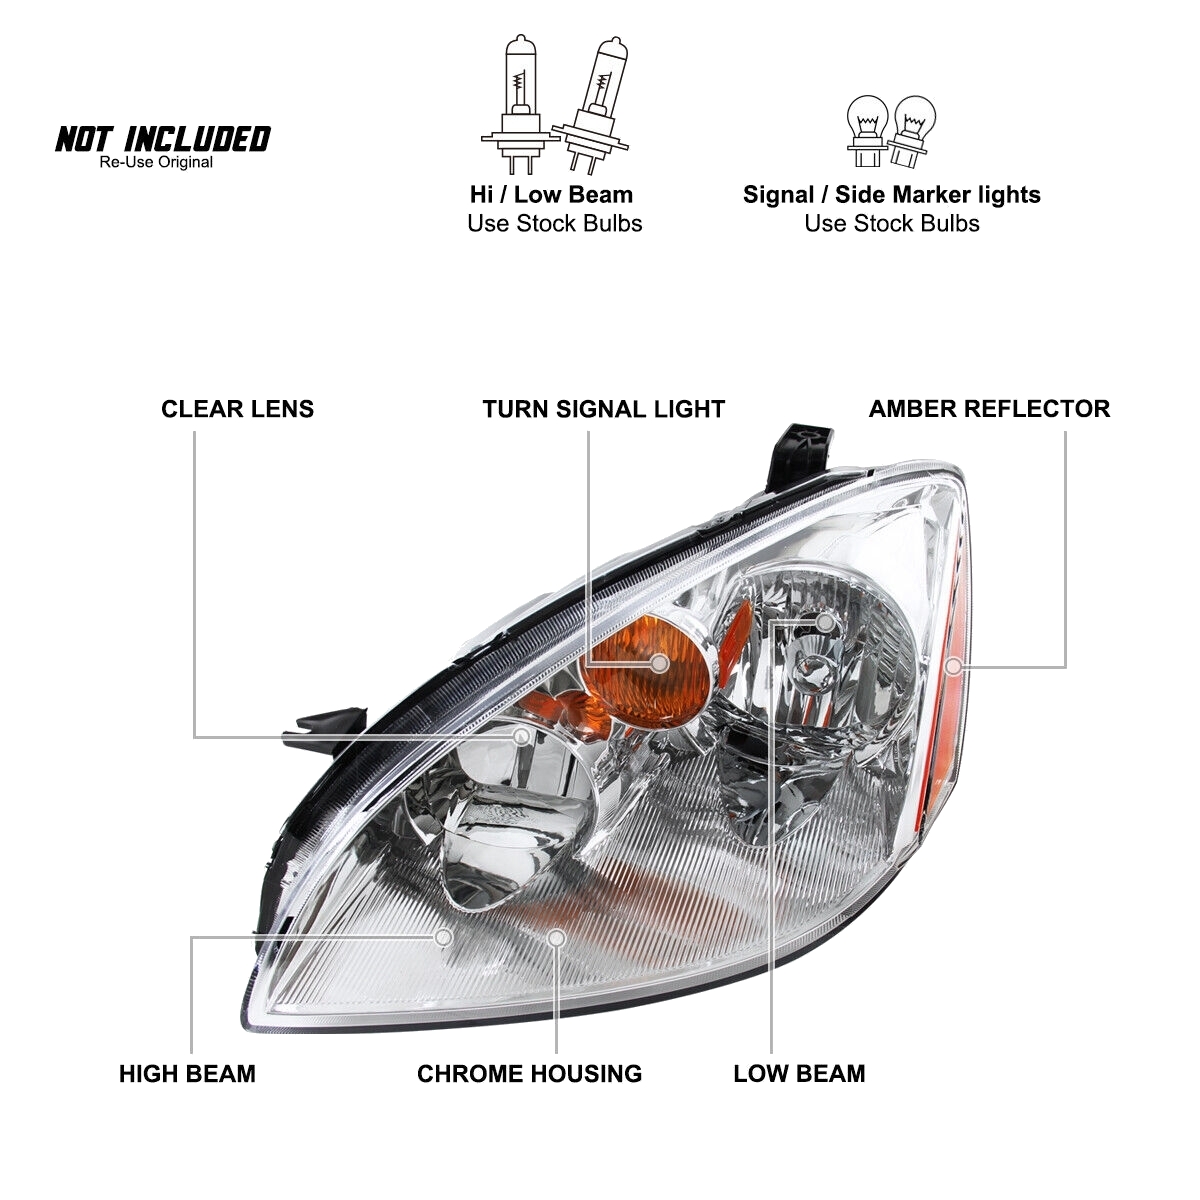 NOT INCLUDED
Re-Use Original
Hi / Low Beam
Use Stock Bulbs
Signal / Side Marker lights
Use Stock Bulbs
CLEAR LENS
TURN SIGNAL LIGHT
AMBER REFLECTOR
HIGH BEAM
CHROME HOUSING
LOW BEAM